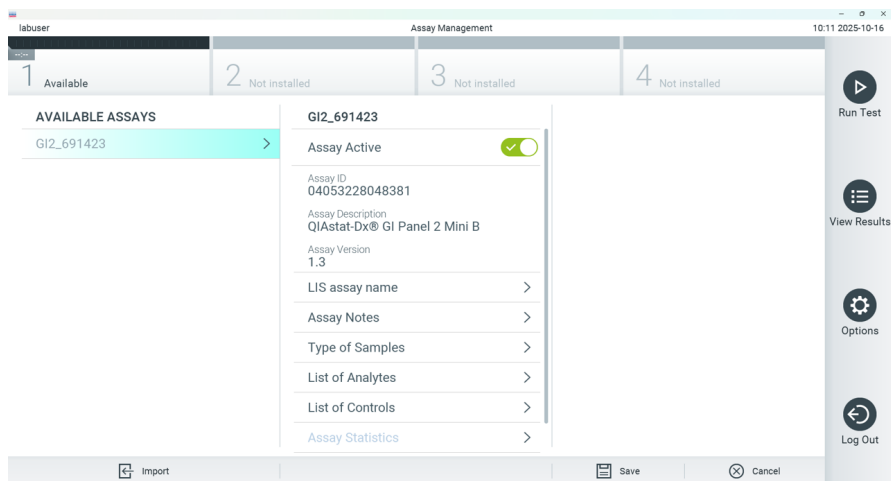 labuser
Assay Management
10:11 2025-10-16
--:--
1 Available
2 Not installed
3 Not installed
4 Not installed
AVAILABLE ASSAYS
GI2_691423
GI2_691423
Assay Active
Assay ID
04053228048381
Assay Description
QIAstat-Dx® GI Panel 2 Mini B
Assay Version
1.3
LIS assay name
Assay Notes
Type of Samples
List of Analytes
List of Controls
Assay Statistics
Run Test
View Results
Options
Log Out
Import
Save
Cancel